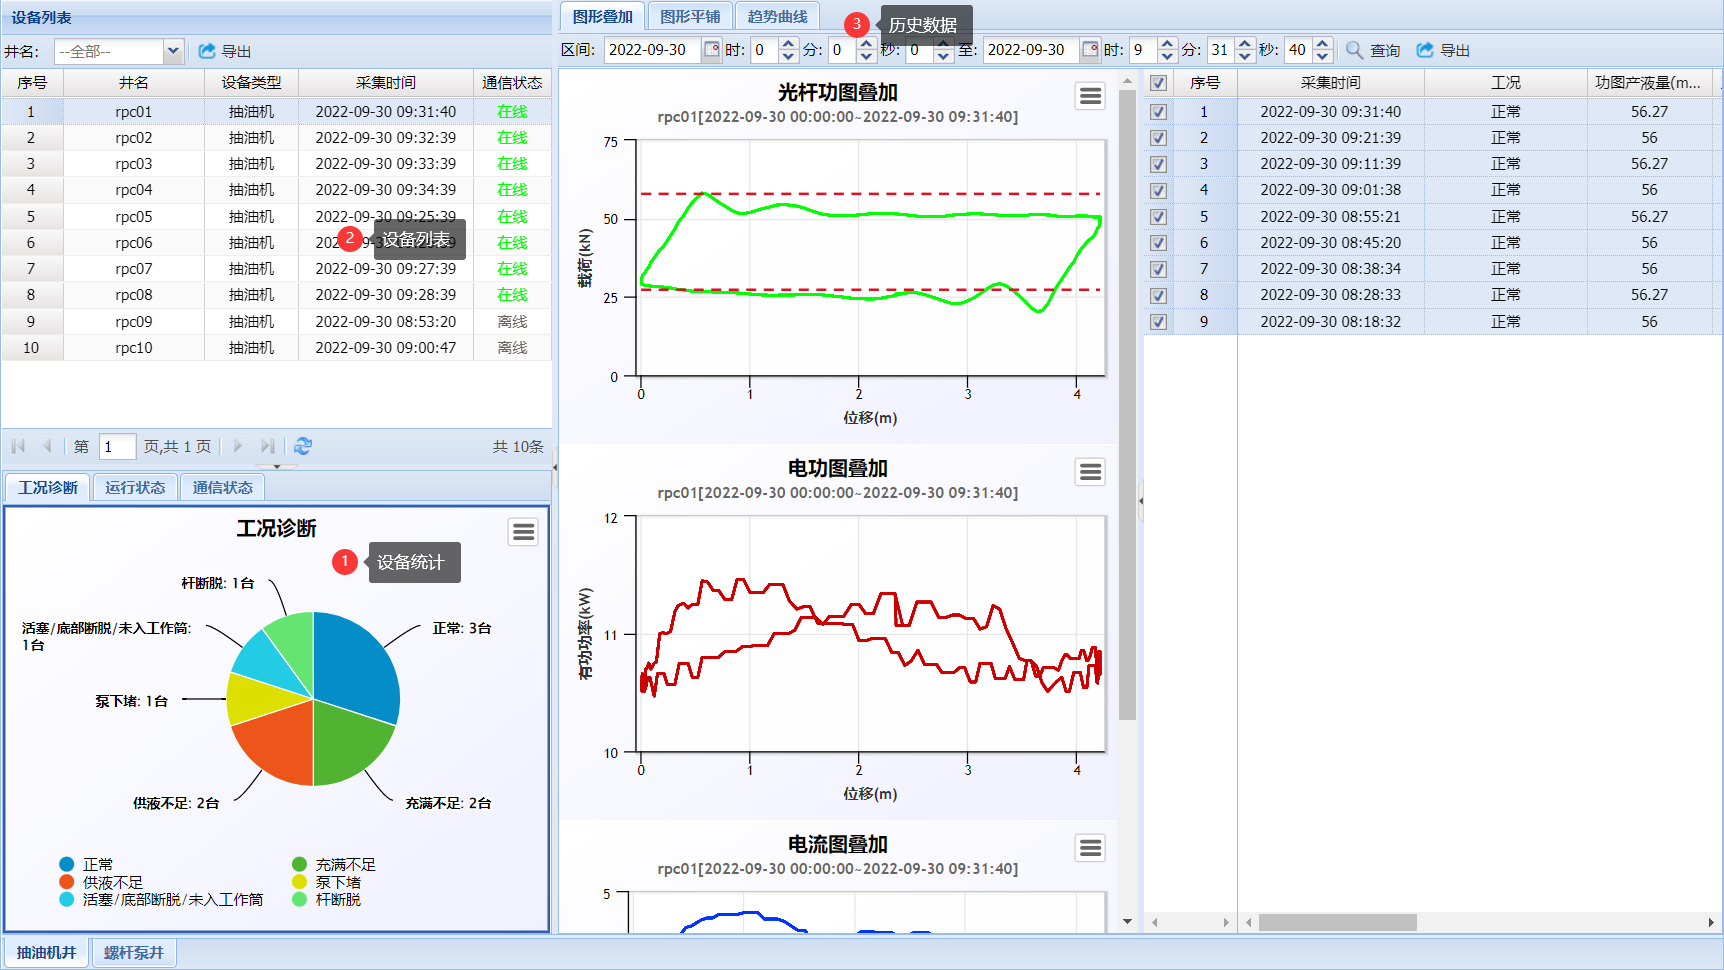 设备列表
井名: --全部-- 导出
序号 井名 设备类型 采集时间 通信状态
1 rpc01 抽油机 2022-09-30 09:31:40 在线
2 rpc02 抽油机 2022-09-30 09:32:39 在线
3 rpc03 抽油机 2022-09-30 09:33:39 在线
4 rpc04 抽油机 2022-09-30 09:34:39 在线
5 rpc05 抽油机 2022-09-30 09:25:39 在线
6 rpc06 抽油机 在线
2 设备列表
7 rpc07 抽油机 2022-09-30 09:27:39 在线
8 rpc08 抽油机 2022-09-30 09:28:39 在线
9 rpc09 抽油机 2022-09-30 08:53:20 离线
10 rpc10 抽油机 2022-09-30 09:00:47 离线
第 1 页,共 1 页 共 10条
工况诊断 运行状态 通信状态
工况诊断
1 设备统计
杆断脱: 1台
活塞/底部断脱/未入工作筒:
1台
正常: 3台
泵下堵: 1台
供液不足: 2台
充满不足: 2台
正常 充满不足
供液不足 泵下堵
活塞/底部断脱/未入工作筒 杆断脱
抽油机井 螺杆泵井
图形叠加 图形平铺 趋势曲线
3 历史数据
区间: 2022-09-30 时: 0 分: 0 秒: 0 至: 2022-09-30 时: 9 分: 31 秒: 40 查询 导出
光杆功图叠加
rpc01[2022-09-30 00:00:00~2022-09-30 09:31:40]
75
50
25
0
载荷(kN)
0 1 2 3 4
位移(m)
电功图叠加
rpc01[2022-09-30 00:00:00~2022-09-30 09:31:40]
12
11
10
有功功率(kW)
0 1 2 3 4
位移(m)
电流图叠加
rpc01[2022-09-30 00:00:00~2022-09-30 09:31:40]
5
序号 采集时间 工况 功图产液量(m...
1 2022-09-30 09:31:40 正常 56.27
2 2022-09-30 09:21:39 正常 56
3 2022-09-30 09:11:39 正常 56.27
4 2022-09-30 09:01:38 正常 56
5 2022-09-30 08:55:21 正常 56.27
6 2022-09-30 08:45:20 正常 56
7 2022-09-30 08:38:34 正常 56
8 2022-09-30 08:28:33 正常 56.27
9 2022-09-30 08:18:32 正常 56